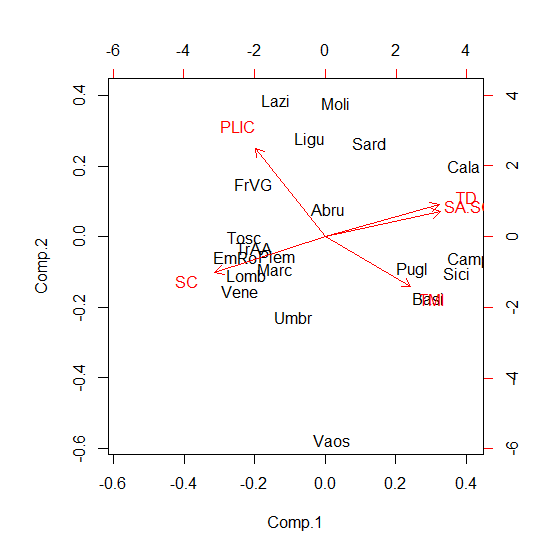 -6 -4 -2 0 2 4
Lazi
Moli
PLIC
Ligu
Sard
Cala
FrVG
TD
SA.SC
Abru
Tosc
TrAA
EmRo
Piem
Camp
Marc
Pugl
Sici
SC
Lomb
Vene
Basi
TMI
Umbr
Vaos
-0.6 -0.4 -0.2 0.0 0.2 0.4
Comp.1
-0.6 -0.4 -0.2 0.0 0.2 0.4
Comp.2
-6 -4 -2 0 2 4